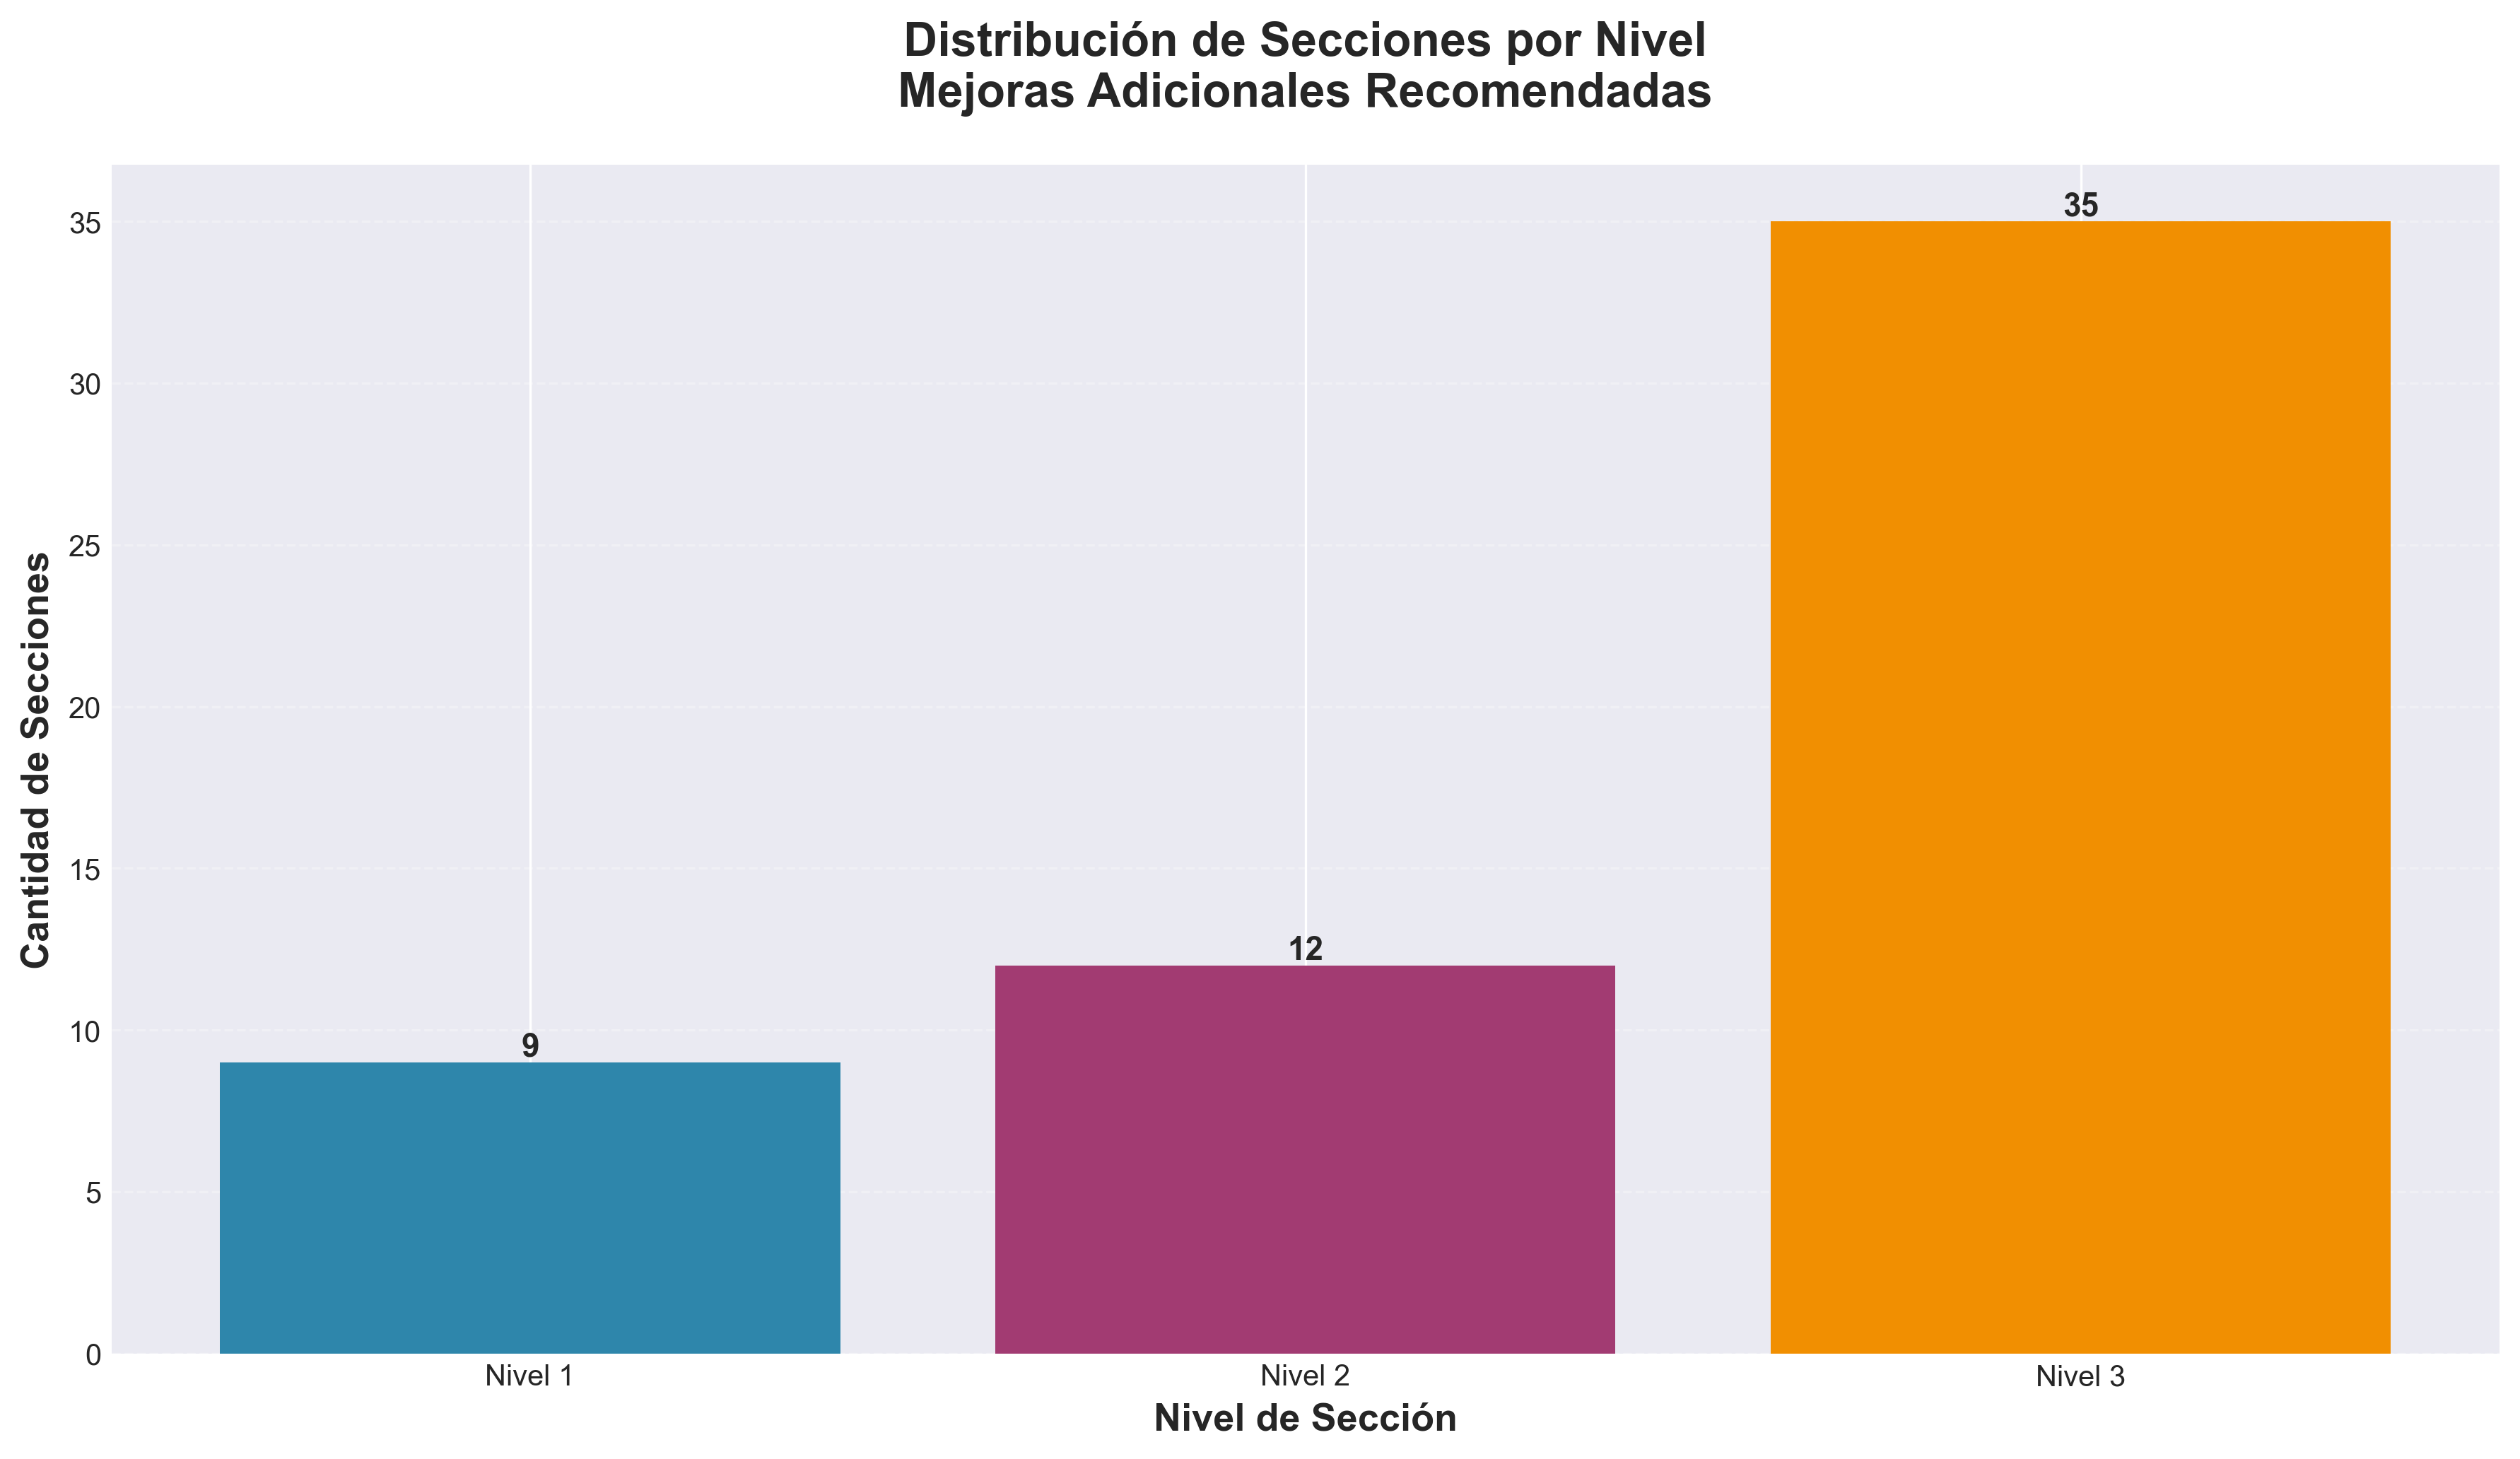 Distribución de Secciones por Nivel
Mejoras Adicionales Recomendadas
Cantidad de Secciones
35
30
25
20
15
10
5
0
9
12
35
Nivel 1
Nivel 2
Nivel 3
Nivel de Sección